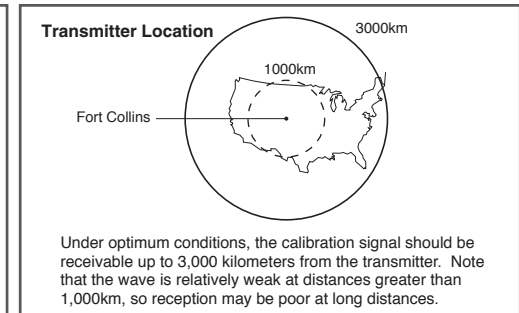 Transmitter Location
3000km
1000km
Fort Collins
Under optimum conditions, the calibration signal should be
receivable up to 3,000 kilometers from the transmitter. Note
that the wave is relatively weak at distances greater than
1,000km, so reception may be poor at long distances.